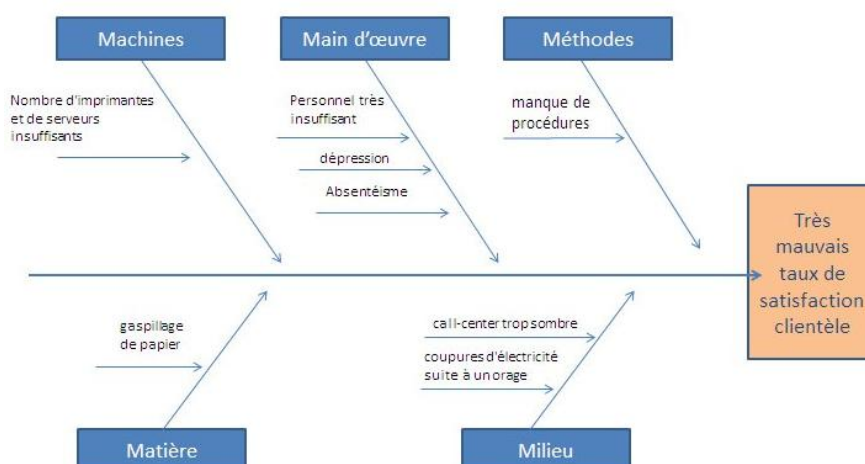 Machines
Main d'œuvre
Méthodes
Nombre d'imprimantes
et de serveurs
insuffisants
Personnel très
insuffisant
dépression
Absentéisme
manque de
procédures
Très
mauvais
taux de
satisfaction
clientèle
gaspillage
de papier
call-center trop sombre
coupures d'électricité
suite à un orage
Matière
Milieu